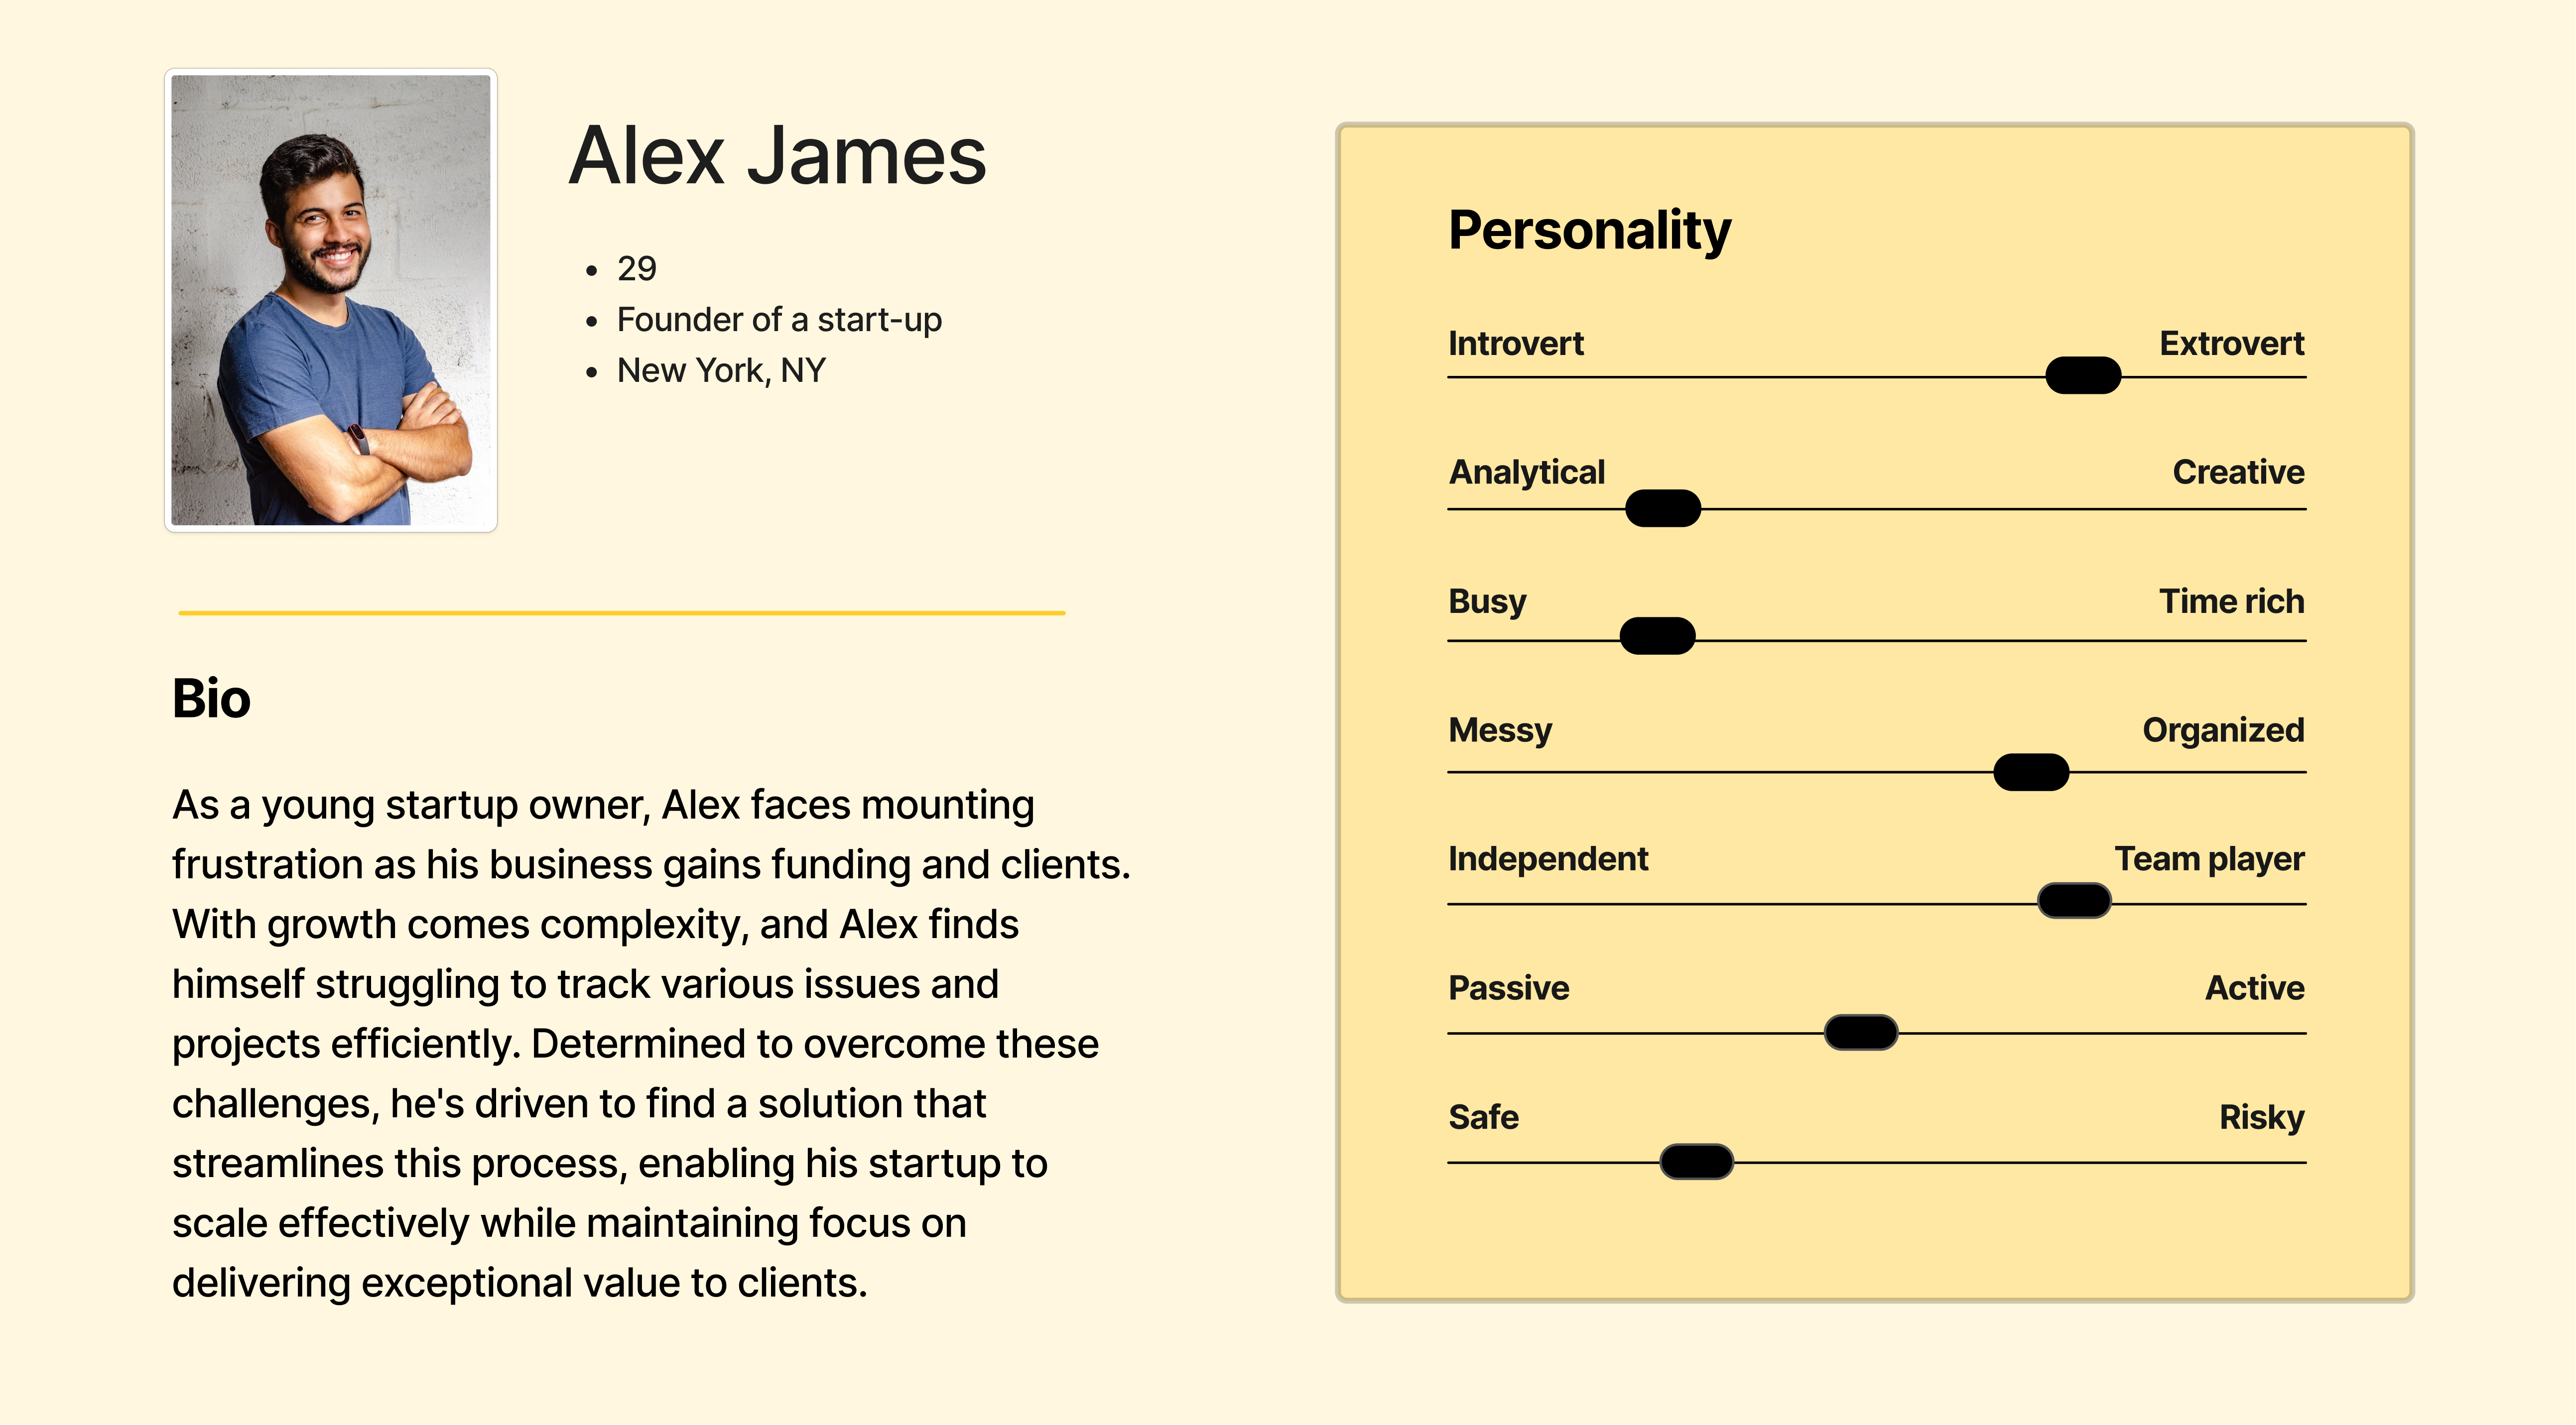 Alex James
• 29
• Founder of a start-up
• New York, NY
Bio
As a young startup owner, Alex faces mounting
frustration as his business gains funding and clients.
With growth comes complexity, and Alex finds
himself struggling to track various issues and
projects efficiently. Determined to overcome these
challenges, he's driven to find a solution that
streamlines this process, enabling his startup to
scale effectively while maintaining focus on
delivering exceptional value to clients.
Personality
Introvert Extrovert
Analytical Creative
Busy Time rich
Messy Organized
Independent Team player
Passive Active
Safe Risky